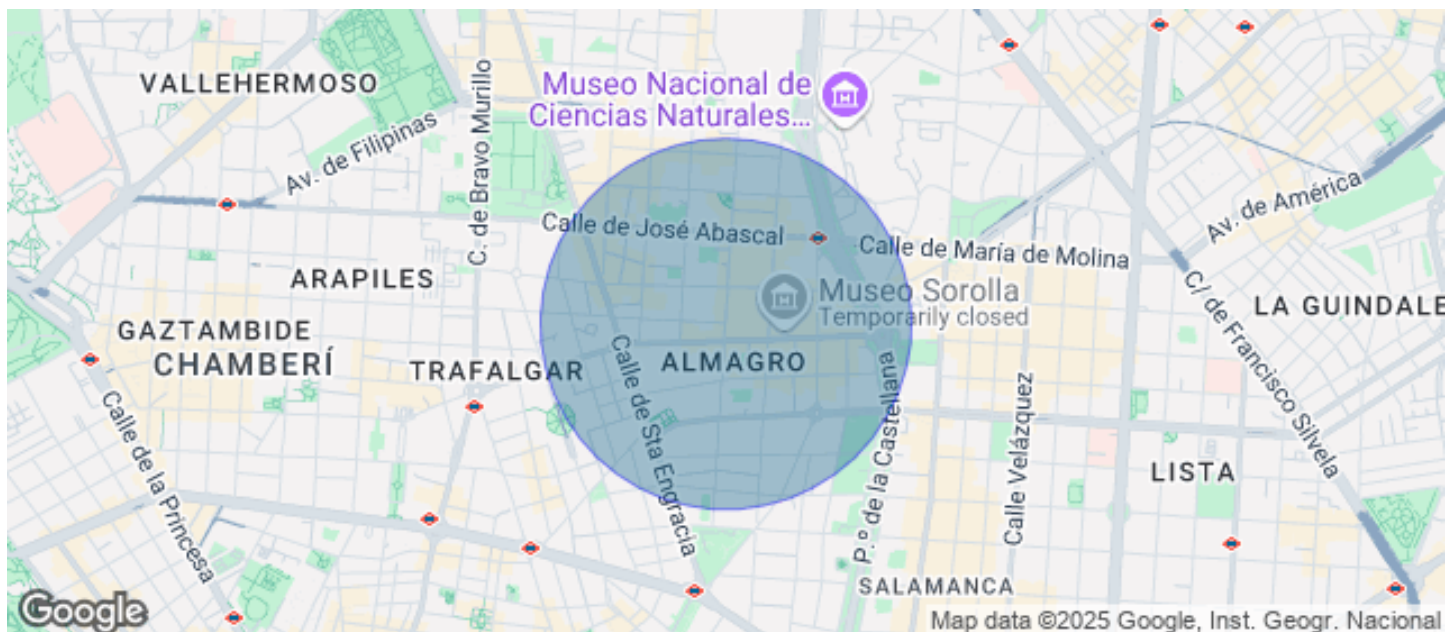 VALLEHERMOSO
Museo Nacional de
Ciencias Naturales...
Av. de Filipinas
C. de Bravo Murillo
Av. de América
Calle de José Abascal
Calle de María de Molina
ARAPILES
Museo Sorolla
Temporarily closed
C/ de Francisco Silvela
LA GUINDALE
GAZTAMBIDE
CHAMBERÍ
TRAFALGAR
ALMAGRO
Calle de Sta Engracia
P.º de la Castellana
Calle Velázquez
Calle de la Princesa
LISTA
SALAMANCA
Google
Map data ©2025 Google, Inst. Geogr. Nacional